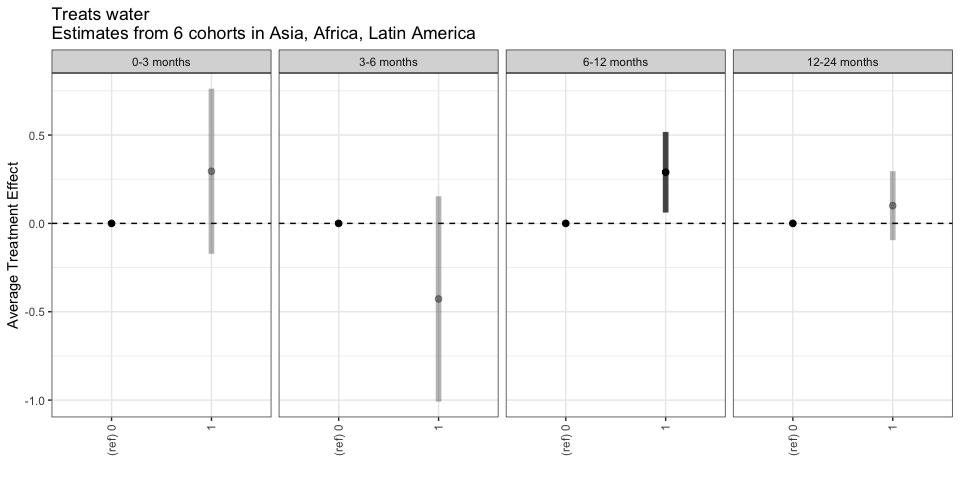 Treats water
Estimates from 6 cohorts in Asia, Africa, Latin America
0-3 months
3-6 months
6-12 months
12-24 months
Average Treatment Effect
0.5
0.0
-0.5
-1.0
(ref) 0
1
(ref) 0
1
(ref) 0
1
(ref) 0
1